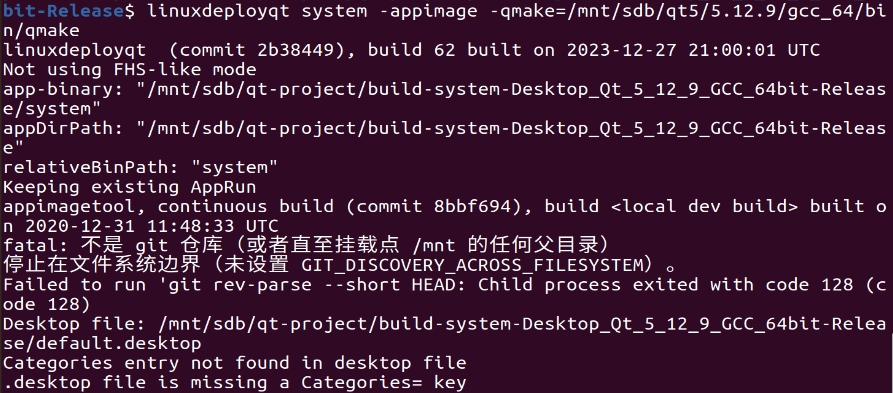 bit-Release$ linuxdeployqt system -appimage -qmake=/mnt/sdb/qt5/5.12.9/gcc_64/bi
n/qmake
linuxdeployqt  (commit 2b38449), build 62 built on 2023-12-27 21:00:01 UTC
Not using FHS-like mode
app-binary: "/mnt/sdb/qt-project/build-system-Desktop_Qt_5_12_9_GCC_64bit-Releas
e/system"
appDirPath: "/mnt/sdb/qt-project/build-system-Desktop_Qt_5_12_9_GCC_64bit-Releas
e"
relativeBinPath: "system"
Keeping existing AppRun
appimagetool, continuous build (commit 8bbf694), build <local dev build> built o
n 2020-12-31 11:48:33 UTC
fatal: 不是 git 仓库（或者直至挂载点 /mnt 的任何父目录）
停止在文件系统边界（未设置 GIT_DISCOVERY_ACROSS_FILESYSTEM）。
Failed to run 'git rev-parse --short HEAD: Child process exited with code 128 (c
ode 128)
Desktop file: /mnt/sdb/qt-project/build-system-Desktop_Qt_5_12_9_GCC_64bit-Relea
se/default.desktop
Categories entry not found in desktop file
.desktop file is missing a Categories= key